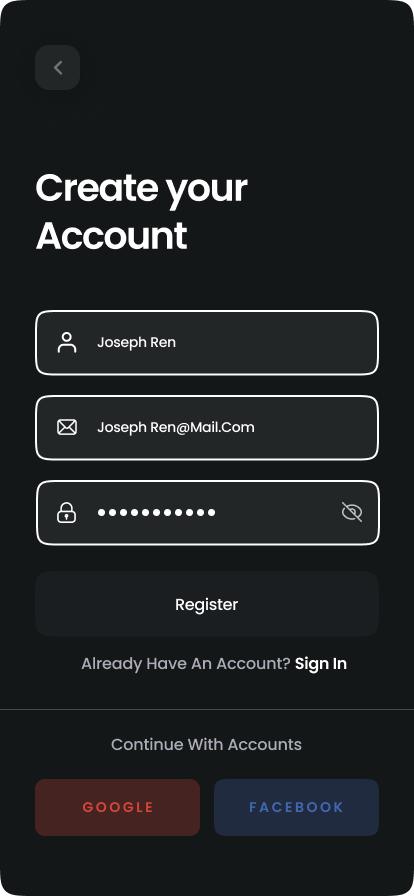 Create your
Account
Joseph Ren
Joseph Ren@Mail.Com
●●●●●●●●●●●
Register
Already Have An Account? Sign In
Continue With Accounts
GOOGLE
FACEBOOK